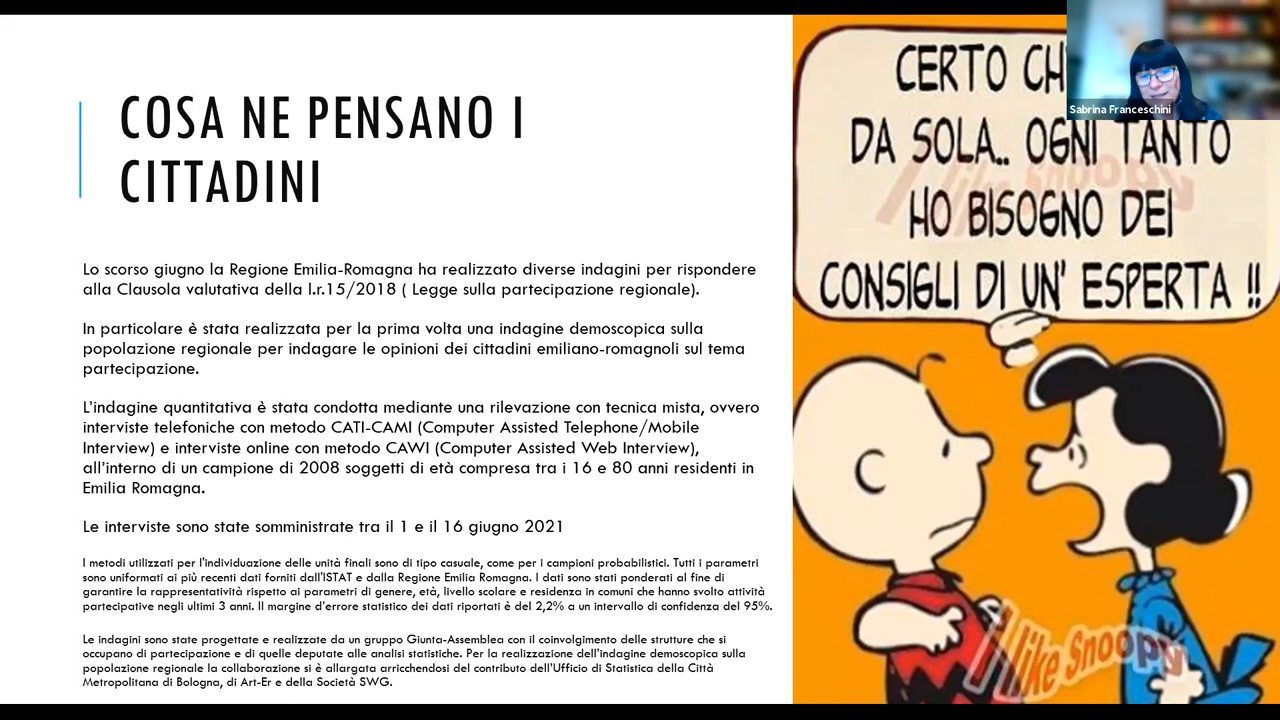 COSA NE PENSANO I
CITTADINI
Lo scorso giugno la Regione Emilia-Romagna ha realizzato diverse indagini per rispondere
alla Clausola valutativa della l.r.15/2018 ( Legge sulla partecipazione regionale).
In particolare è stata realizzata per la prima volta una indagine demoscopica sulla
popolazione regionale per indagare le opinioni dei cittadini emiliano-romagnoli sul tema
partecipazione.
L'indagine quantitativa è stata condotta mediante una rilevazione con tecnica mista, ovvero
interviste telefoniche con metodo CATI-CAMI (Computer Assisted Telephone/Mobile
Interview) e interviste online con metodo CAWI (Computer Assisted Web Interview),
all'interno di un campione di 2008 soggetti di età compresa tra i 16 e 80 anni residenti in
Emilia Romagna.
Le interviste sono state somministrate tra il 1 e il 16 giugno 2021
I metodi utilizzati per l'individuazione delle unità finali sono di tipo casuale, come per i campioni probabilistici. Tutti i parametri
sono uniformati ai più recenti dati forniti dall'ISTAT e dalla Regione Emilia Romagna. I dati sono stati ponderati al fine di
garantire la rappresentatività rispetto ai parametri di genere, età, livello scolare e residenza in comuni che hanno svolto attività
partecipative negli ultimi 3 anni. Il margine d'errore statistico dei dati riportati è del 2,2% a un intervallo di confidenza del 95%.
Le indagini sono state progettate e realizzate da un gruppo Giunta-Assemblea con il coinvolgimento delle strutture che si
occupano di partecipazione e di quelle deputate alle analisi statistiche. Per la realizzazione dell'indagine demoscopica sulla
popolazione regionale la collaborazione si è allargata arricchendosi del contributo dell'Ufficio di Statistica della Città
Metropolitana di Bologna, di Art-Er e della Società SWG.
CERTO
DA SOLA.. OGNI TANTO
HO BISOGNO DEI
CONSIGLI DI UN' ESPERTA !!
I like Snoopy
I like Snoopy
Sabrina Franceschini